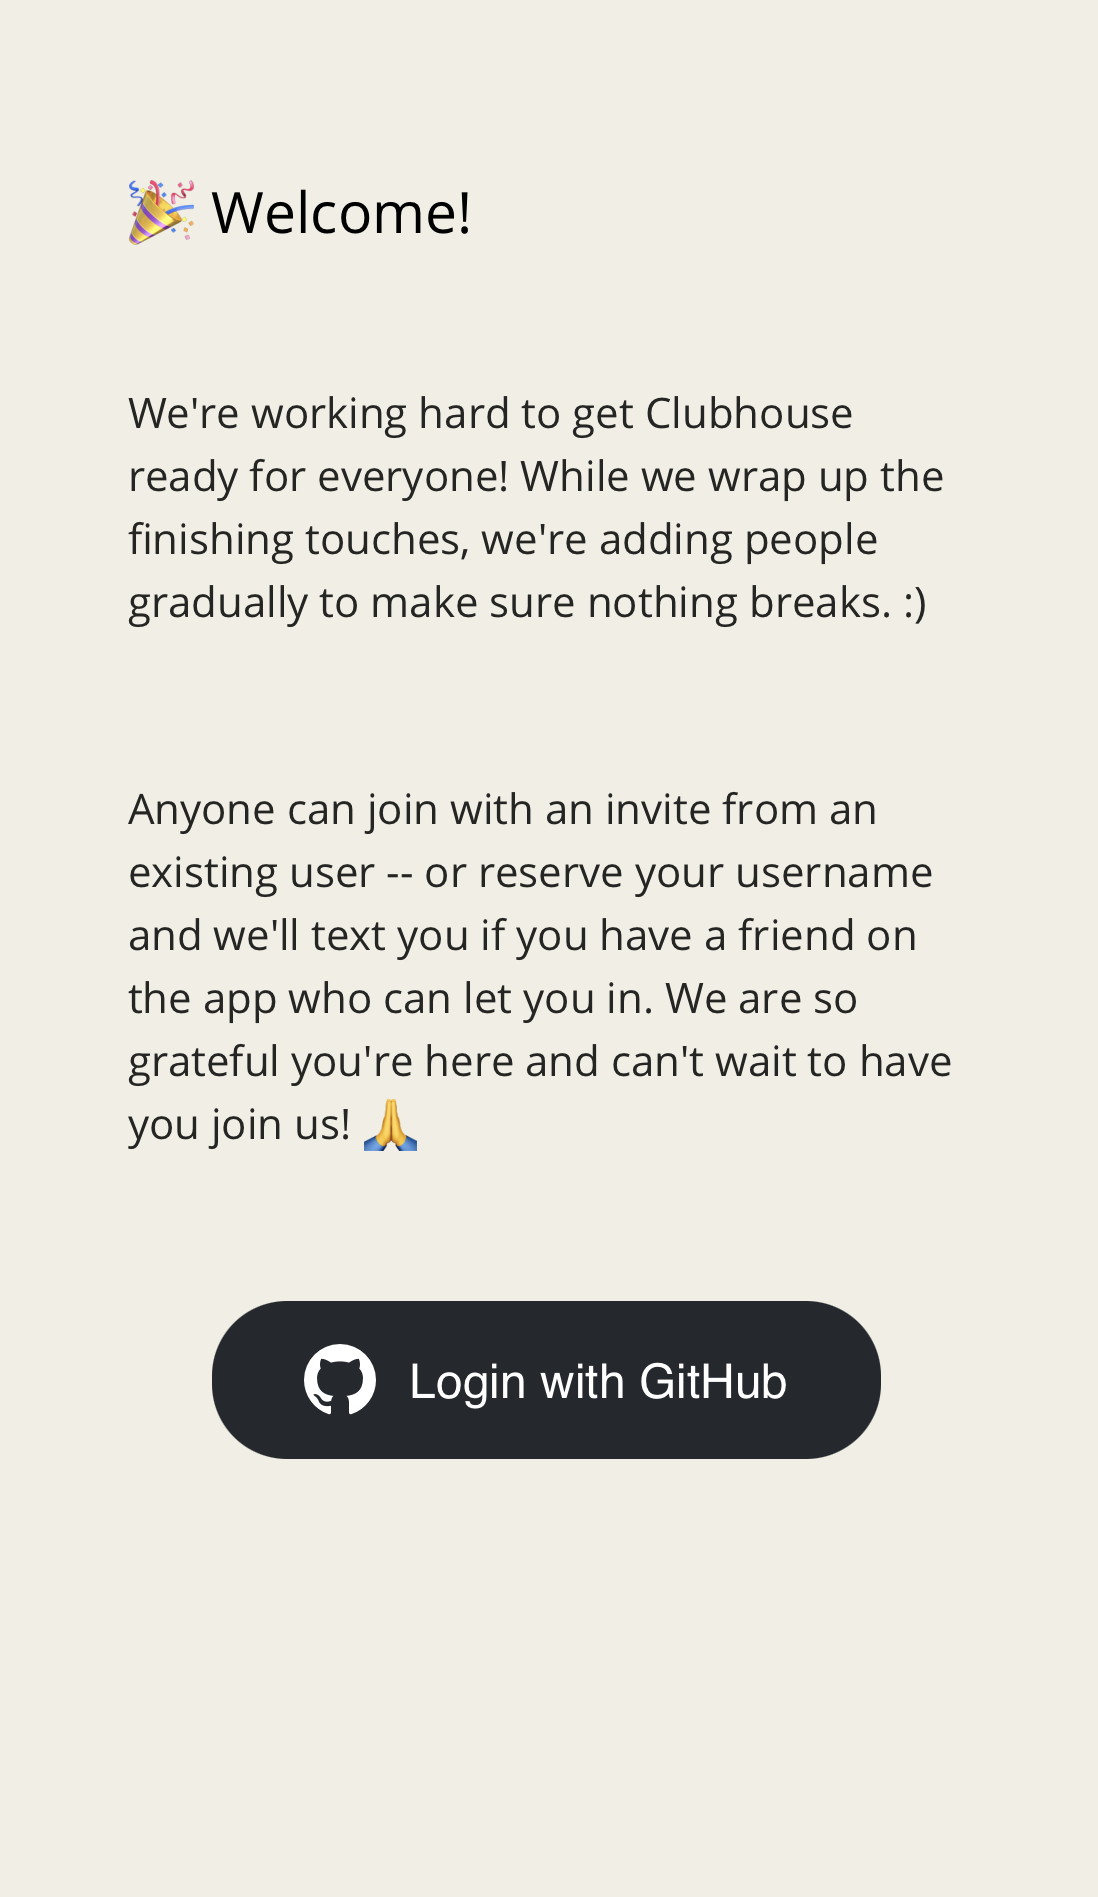 🎉 Welcome!
We're working hard to get Clubhouse
ready for everyone! While we wrap up the
finishing touches, we're adding people
gradually to make sure nothing breaks. :)
Anyone can join with an invite from an
existing user -- or reserve your username
and we'll text you if you have a friend on
the app who can let you in. We are so
grateful you're here and can't wait to have
you join us! 🙏
Login with GitHub